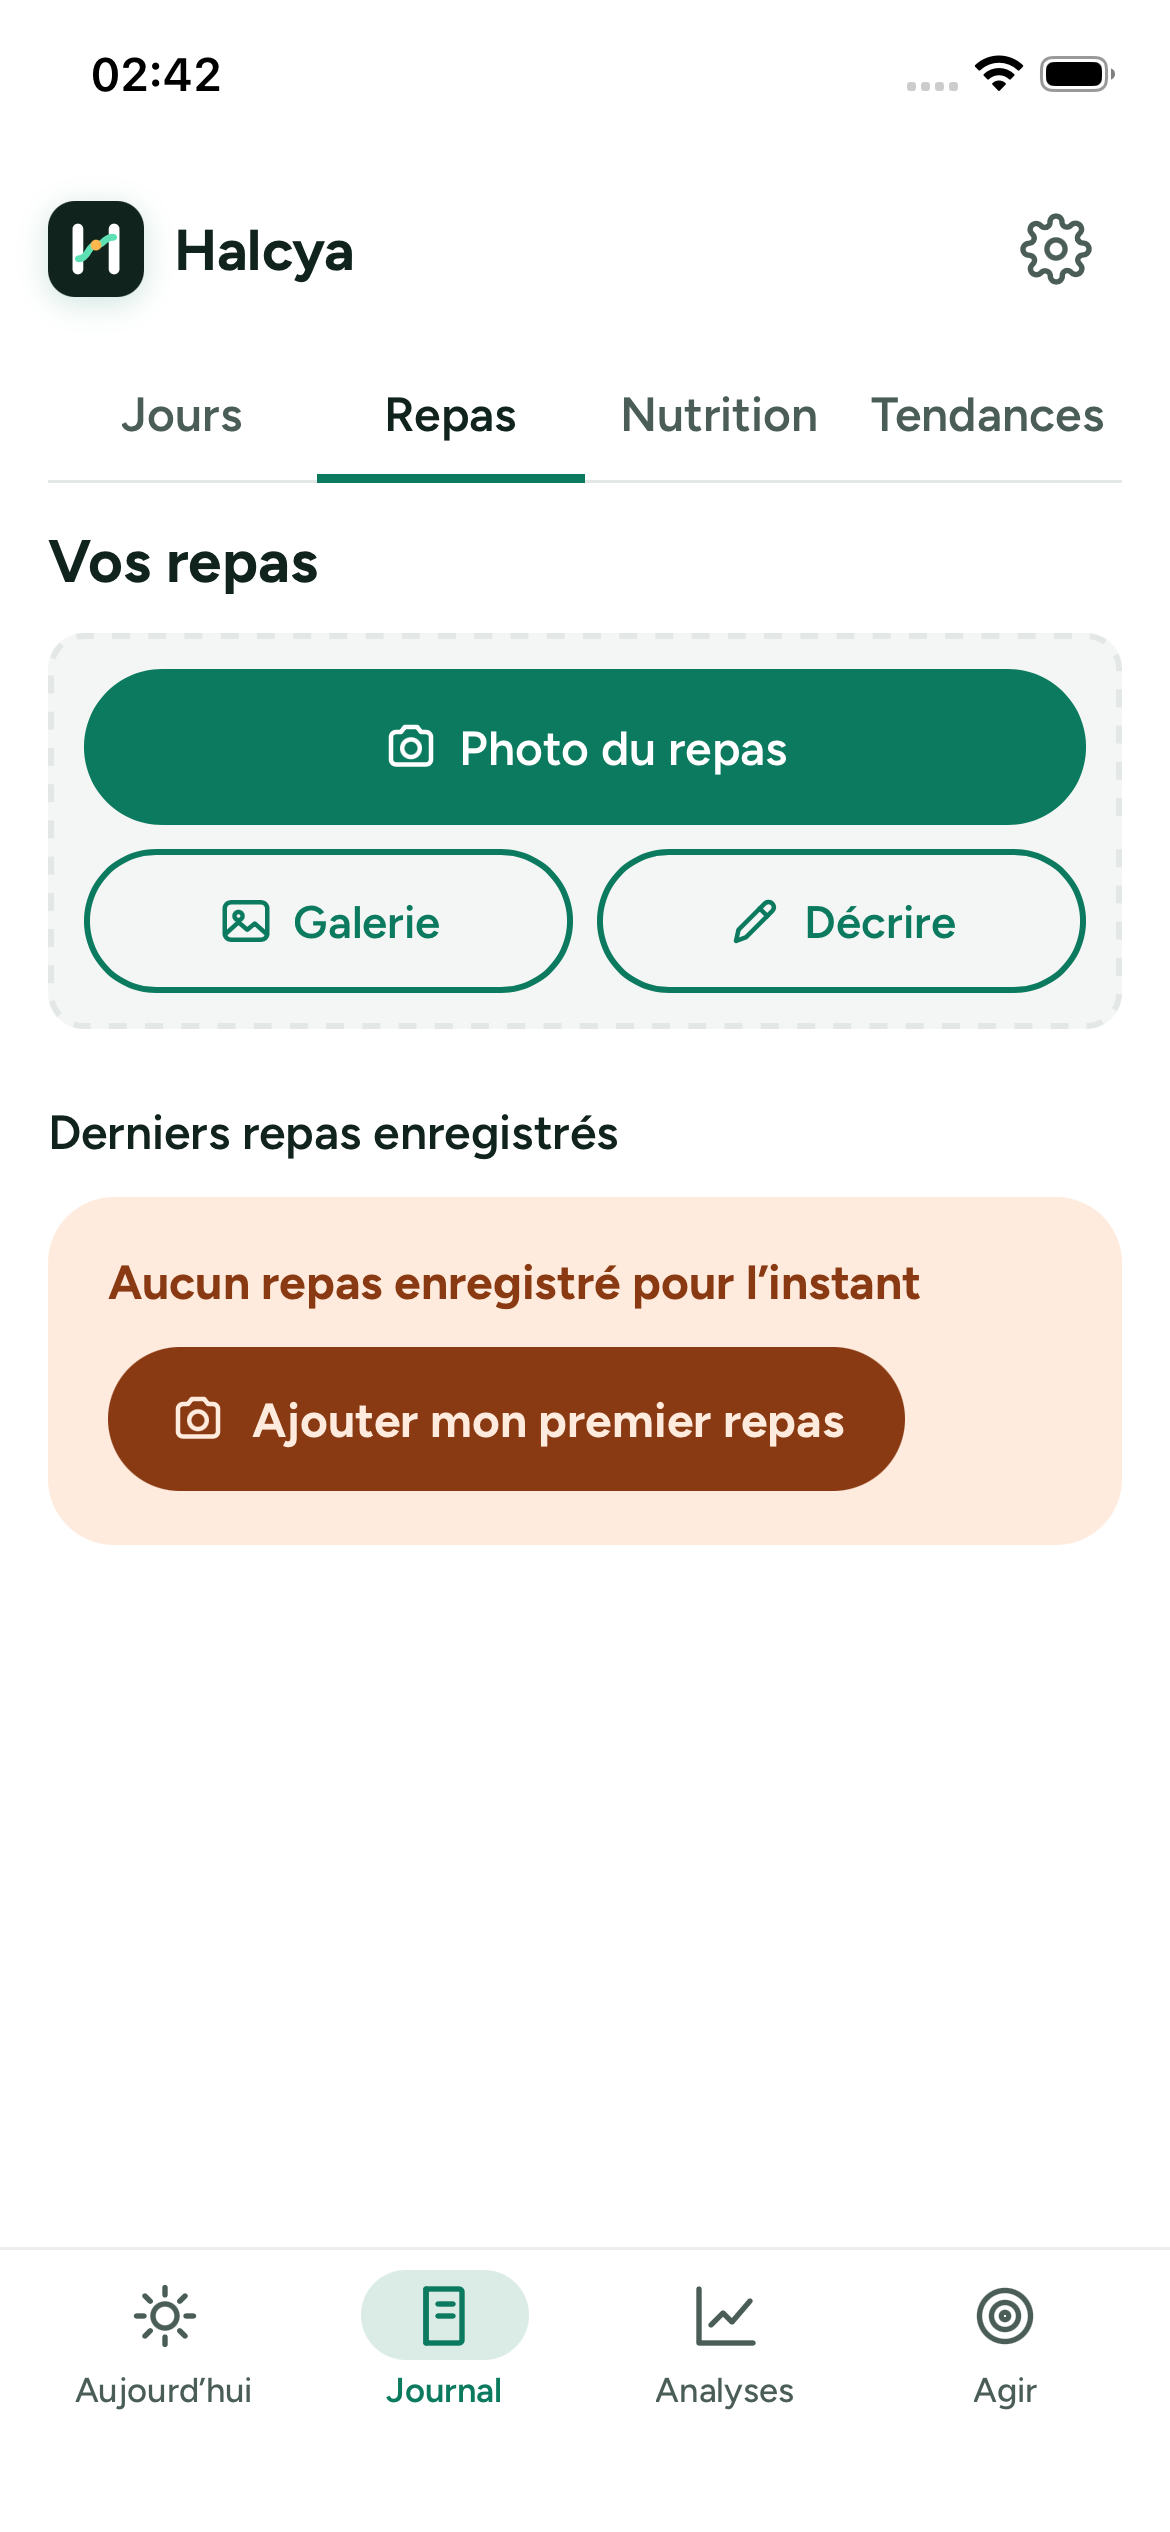 02:42
Halcya
Jours Repas Nutrition Tendances
Vos repas
Photo du repas
Galerie Décrire
Derniers repas enregistrés
Aucun repas enregistré pour l’instant
Ajouter mon premier repas
Aujourd’hui Journal Analyses Agir